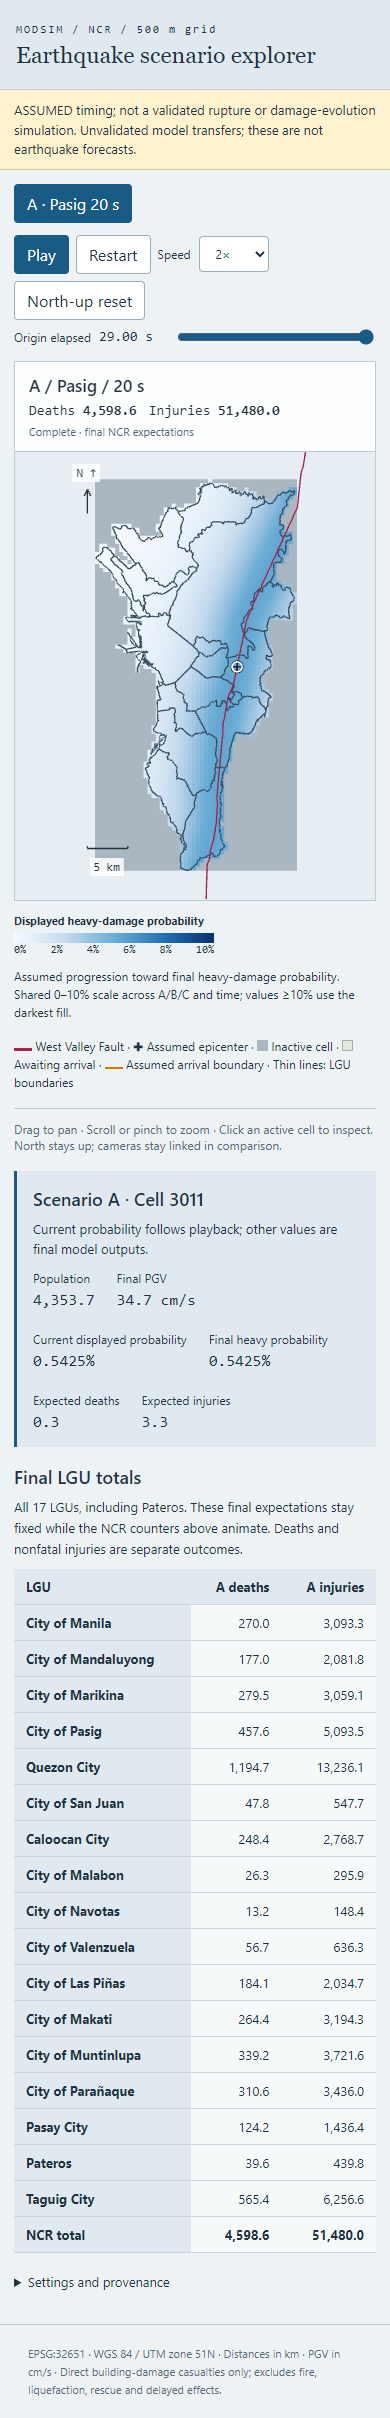 MODSIM / NCR / 500 m grid
Earthquake scenario explorer
ASSUMED timing; not a validated rupture or damage-evolution
simulation. Unvalidated model transfers; these are not
earthquake forecasts.
A · Pasig 20 s
Play
Restart
Speed
2×
North-up reset
Origin elapsed 29.00 s
A / Pasig / 20 s
Deaths 4,598.6 Injuries 51,480.0
Complete · final NCR expectations
N ↑
5 km
Displayed heavy-damage probability
0% 2% 4% 6% 8% 10%
Assumed progression toward final heavy-damage probability.
Shared 0–10% scale across A/B/C and time; values ≥10% use the
darkest fill.
West Valley Fault · Assumed epicenter · Inactive cell ·
Awaiting arrival · Assumed arrival boundary · Thin lines: LGU
boundaries
Drag to pan · Scroll or pinch to zoom · Click an active cell to inspect.
North stays up; cameras stay linked in comparison.
Scenario A · Cell 3011
Current probability follows playback; other values are
final model outputs.
Population Final PGV
4,353.7 34.7 cm/s
Current displayed probability Final heavy probability
0.5425% 0.5425%
Expected deaths Expected injuries
0.3 3.3
Final LGU totals
All 17 LGUs, including Pateros. These final expectations stay
fixed while the NCR counters above animate. Deaths and
nonfatal injuries are separate outcomes.
LGU A deaths A injuries
City of Manila 270.0 3,093.3
City of Mandaluyong 177.0 2,081.8
City of Marikina 279.5 3,059.1
City of Pasig 457.6 5,093.5
Quezon City 1,194.7 13,236.1
City of San Juan 47.8 547.7
Caloocan City 248.4 2,768.7
City of Malabon 26.3 295.9
City of Navotas 13.2 148.4
City of Valenzuela 56.7 636.3
City of Las Piñas 184.1 2,034.7
City of Makati 264.4 3,194.3
City of Muntinlupa 339.2 3,721.6
City of Parañaque 310.6 3,436.0
Pasay City 124.2 1,436.4
Pateros 39.6 439.8
Taguig City 565.4 6,256.6
NCR total 4,598.6 51,480.0
Settings and provenance
EPSG:32651 · WGS 84 / UTM zone 51N · Distances in km · PGV in
cm/s · Direct building-damage casualties only; excludes fire,
liquefaction, rescue and delayed effects.